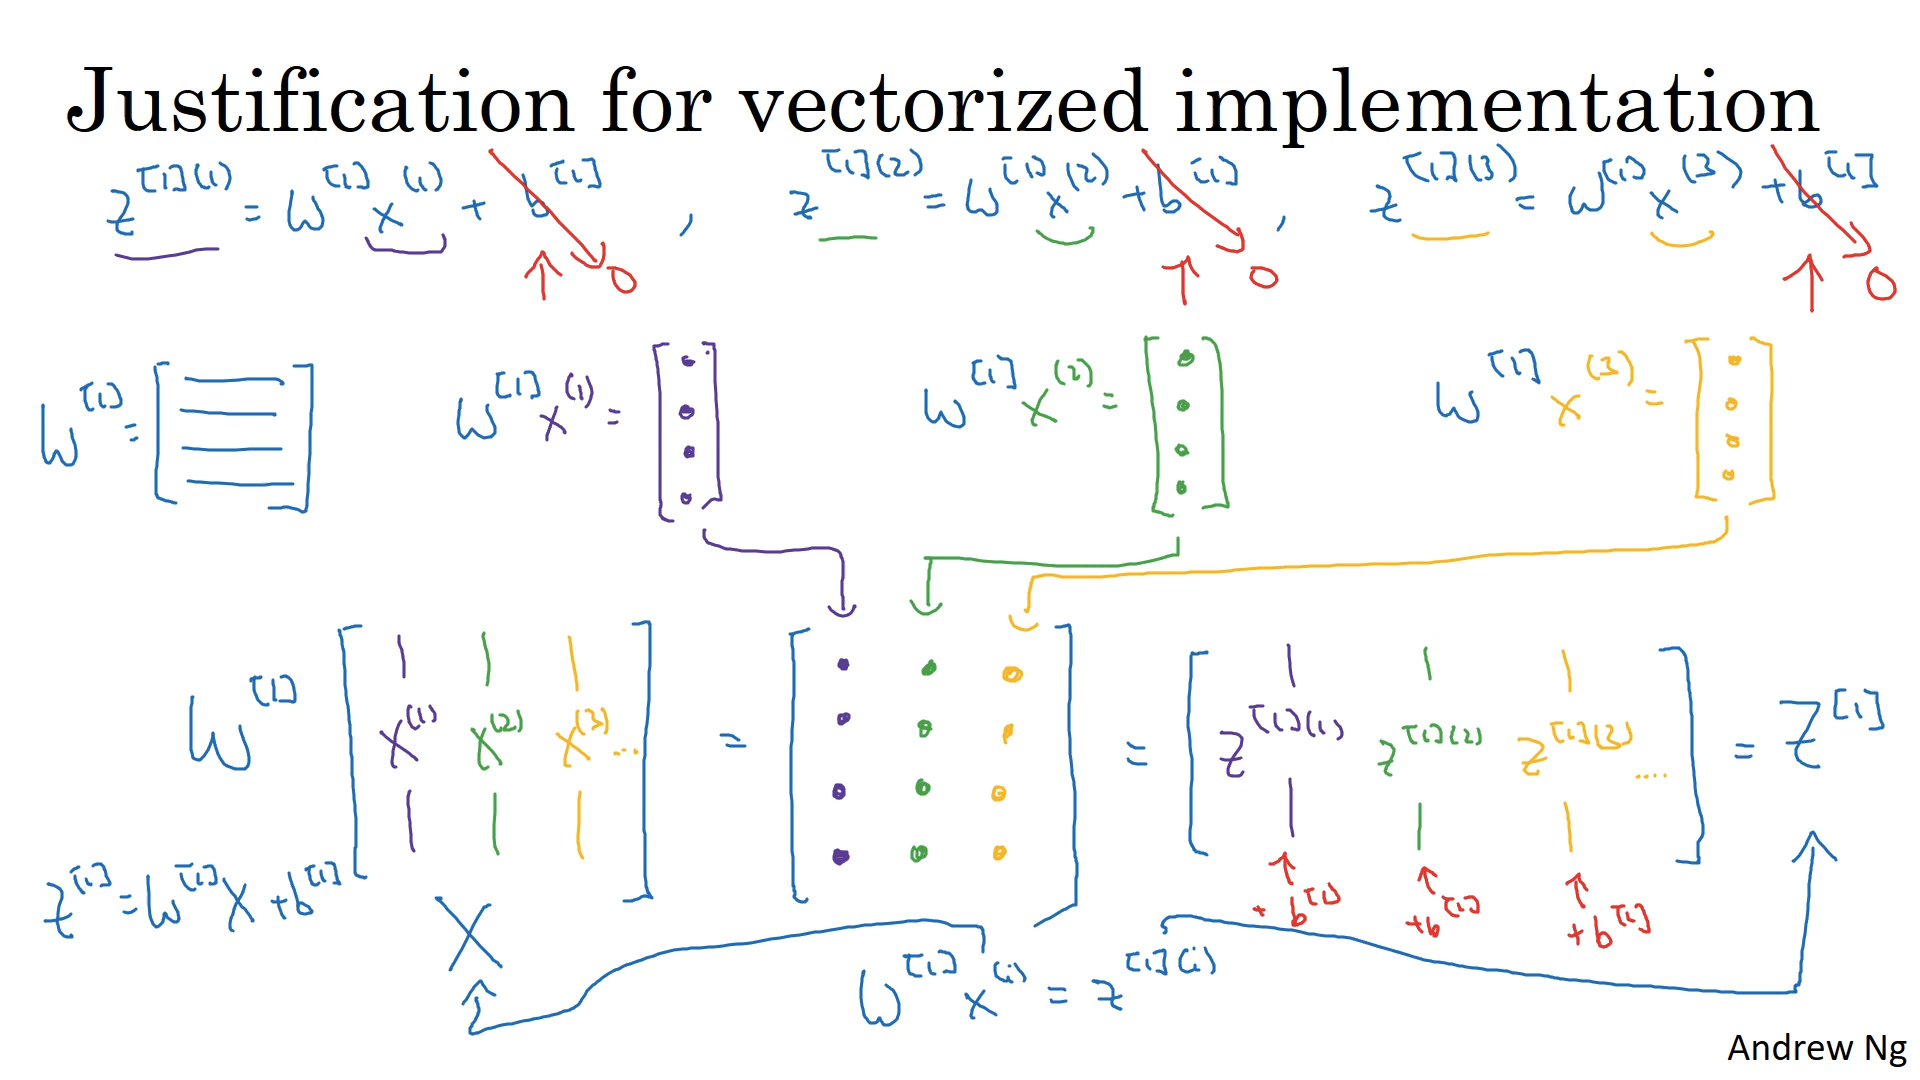 Justification for vectorized implementation
z^[1](1) = W^[1] x^(1) + b^[1] , z^[1](2) = W^[1] x^(2) + b^[1] , z^[1](3) = W^[1] x^(3) + b^[1]
0 0 0
W^[1] = W^[1] x^(1) = W^[1] x^(2) = W^[1] x^(3) =
W^[1] [ x^(1) x^(2) x^(3) ... ] = = [ z^[1](1) z^[1](2) z^[1](3) .... ] = Z^[1]
z^[1] = W^[1] X + b^[1]
X
+ b^[1] + b^[1] + b^[1]
W^[1] x^(i) = z^[1](i)
Andrew Ng